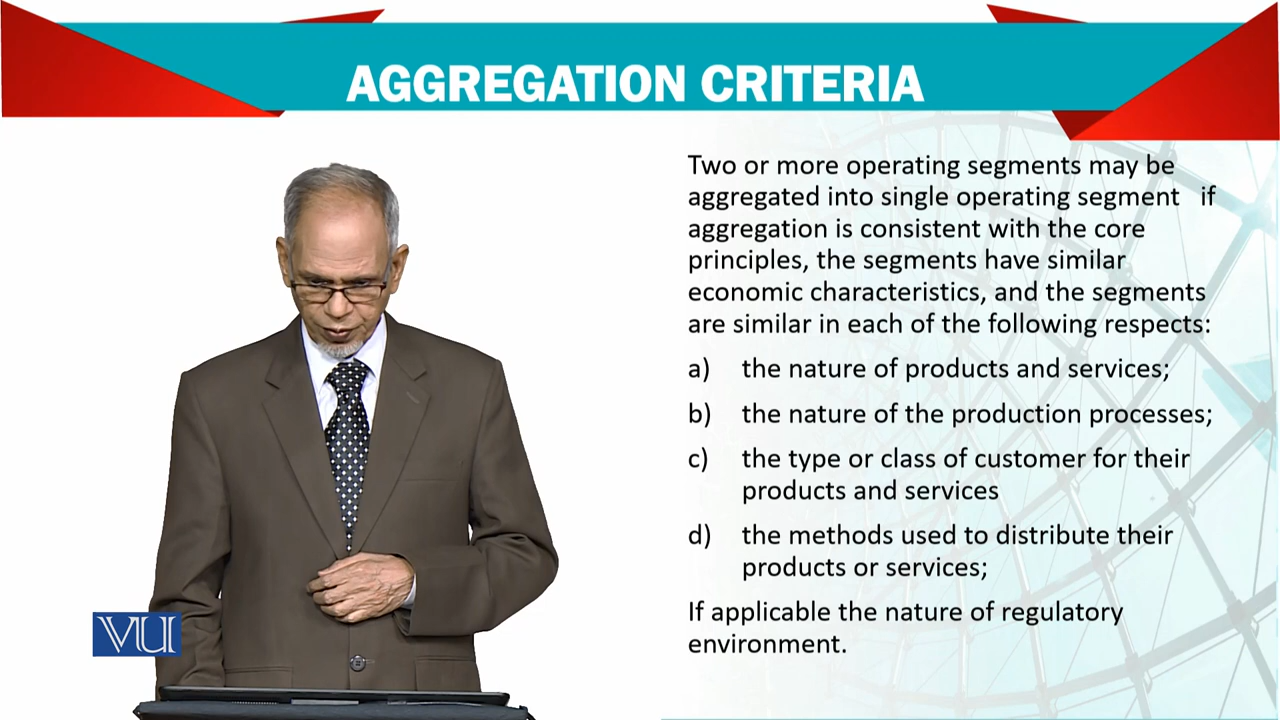 AGGREGATION CRITERIA
Two or more operating segments may be
aggregated into single operating segment if
aggregation is consistent with the core
principles, the segments have similar
economic characteristics, and the segments
are similar in each of the following respects:
a) the nature of products and services;
b) the nature of the production processes;
c) the type or class of customer for their
products and services
d) the methods used to distribute their
products or services;
If applicable the nature of regulatory
environment.
VU